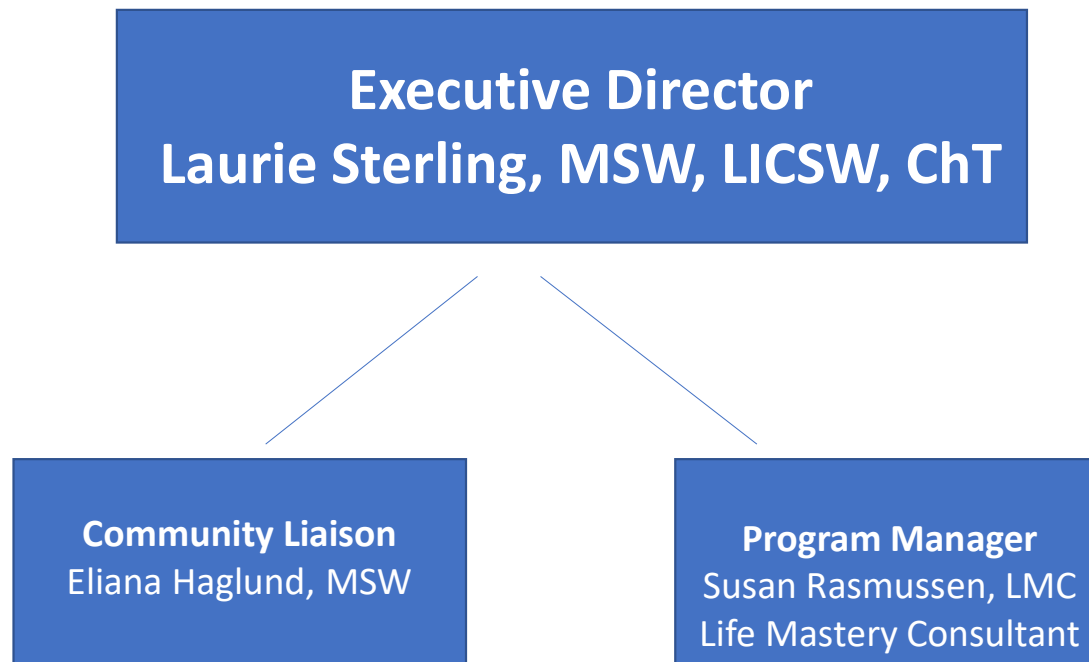 Executive Director
Laurie Sterling, MSW, LICSW, ChT
Community Liaison
Eliana Haglund, MSW
Program Manager
Susan Rasmussen, LMC
Life Mastery Consultant